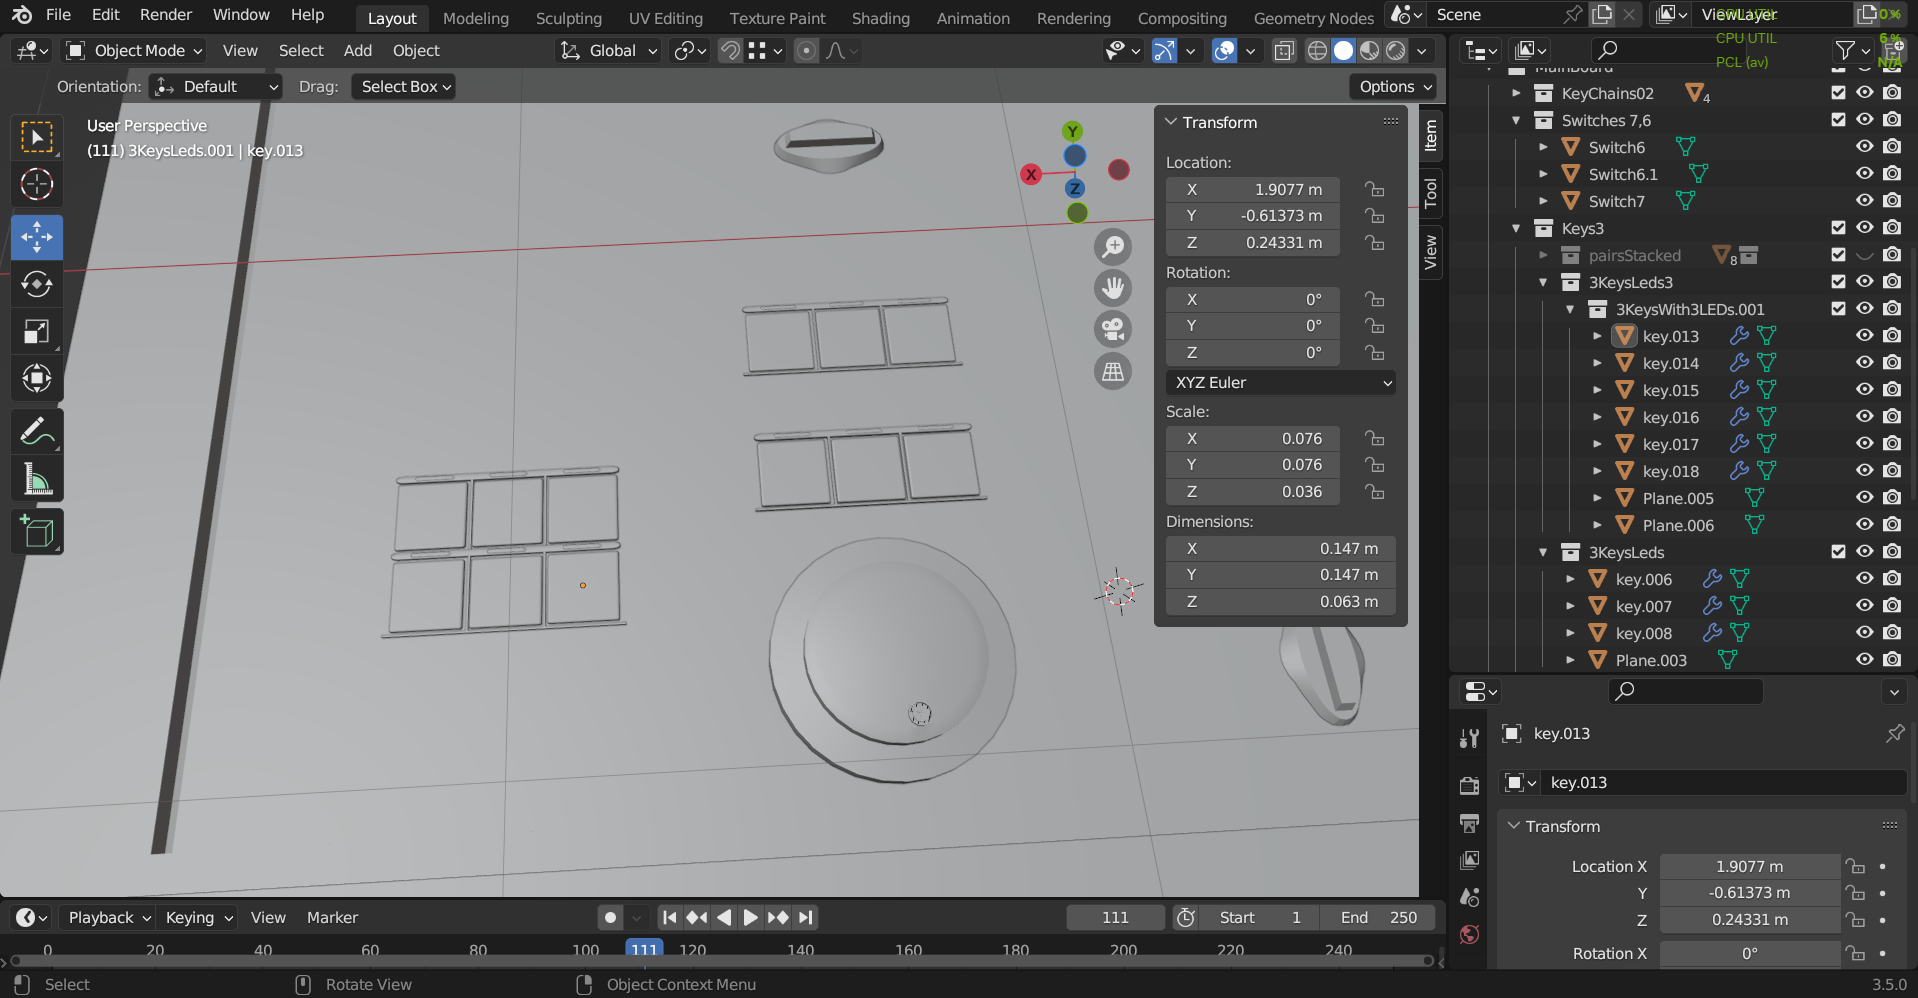 File Edit Render Window Help Layout Modeling Sculpting UV Editing Texture Paint Shading Animation Rendering Compositing Geometry Nodes Scene ViewLayer 0%
CPU UTIL 6%
PCL (av) N/A
Object Mode View Select Add Object Global
Orientation: Default Drag: Select Box Options
User Perspective
(111) 3KeysLeds.001 | key.013
Y
X
Z
Transform
Location:
X 1.9077 m
Y -0.61373 m
Z 0.24331 m
Rotation:
X 0°
Y 0°
Z 0°
XYZ Euler
Scale:
X 0.076
Y 0.076
Z 0.036
Dimensions:
X 0.147 m
Y 0.147 m
Z 0.063 m
Item
Tool
View
MainBoard
KeyChains02 4
Switches 7,6
Switch6
Switch6.1
Switch7
Keys3
pairsStacked 8
3KeysLeds3
3KeysWith3LEDs.001
key.013
key.014
key.015
key.016
key.017
key.018
Plane.005
Plane.006
3KeysLeds
key.006
key.007
key.008
Plane.003
key.013
key.013
Transform
Location X 1.9077 m
Y -0.61373 m
Z 0.24331 m
Rotation X 0°
Playback Keying View Marker 111 Start 1 End 250
0 20 40 60 80 100 111 120 140 160 180 200 220 240
Select Rotate View Object Context Menu 3.5.0